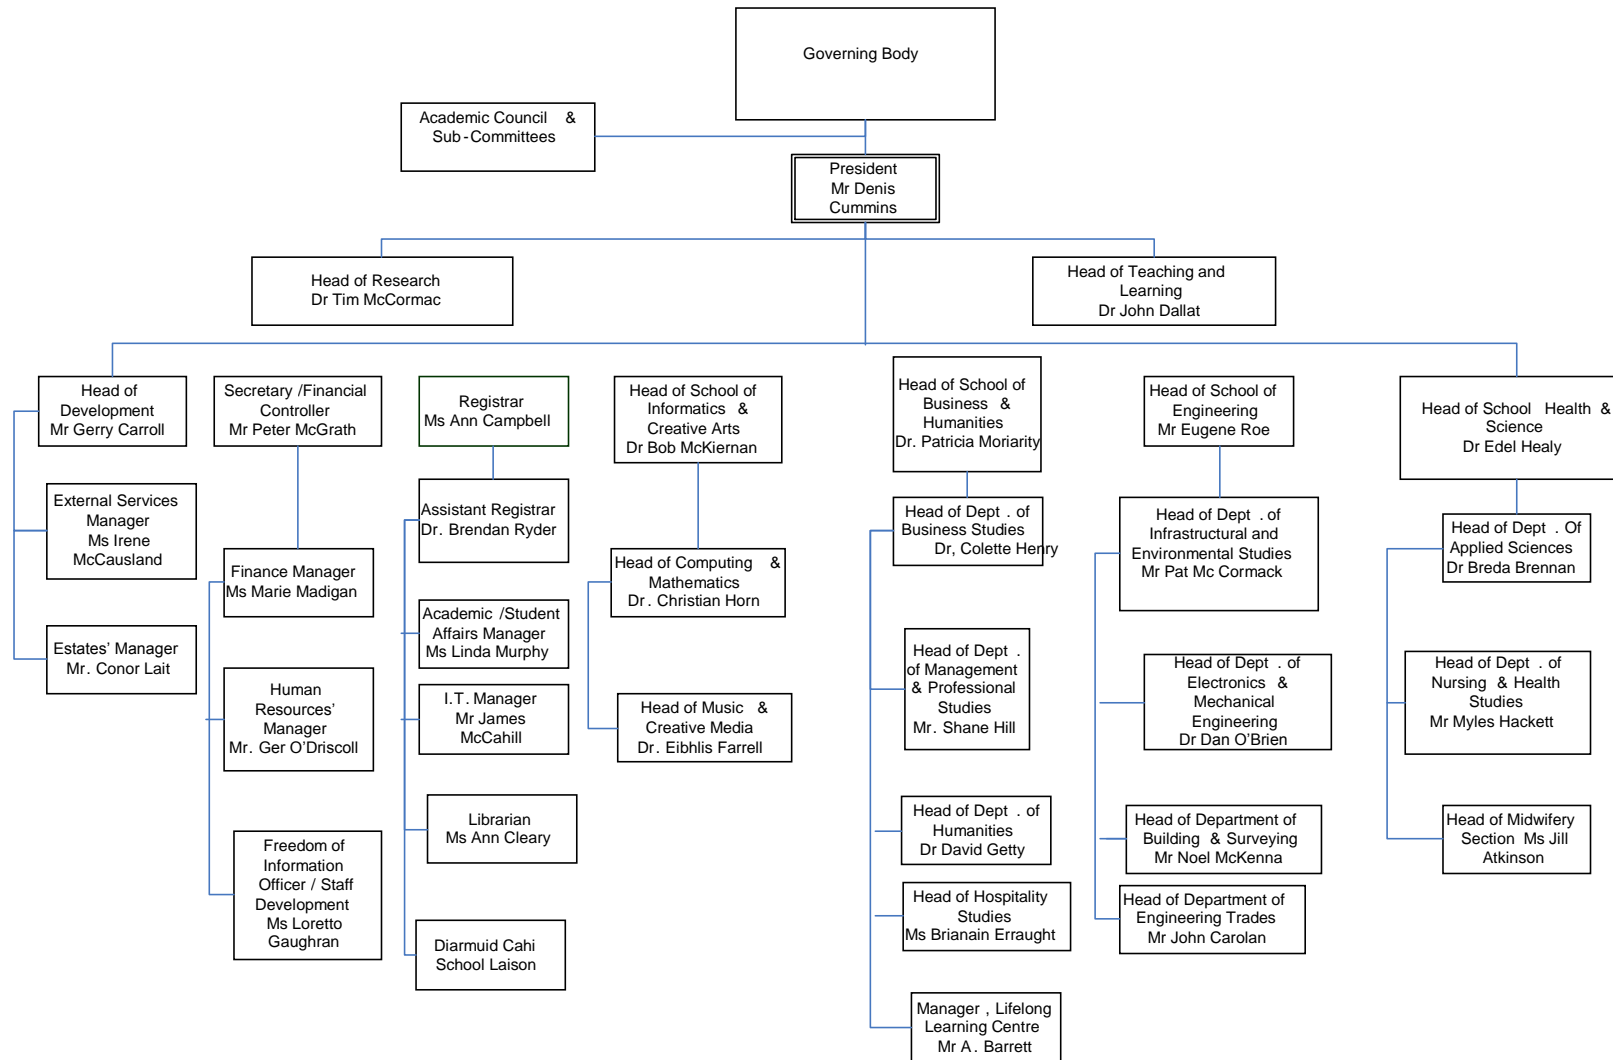 Governing Body
Academic Council &
Sub-Committees
President
Mr Denis
Cummins
Head of Research
Dr Tim McCormac
Head of Teaching and
Learning
Dr John Dallat
Head of
Development
Mr Gerry Carroll
External Services
Manager
Ms Irene
McCausland
Estates’ Manager
Mr. Conor Lait
Secretary /Financial
Controller
Mr Peter McGrath
Finance Manager
Ms Marie Madigan
Human
Resources’
Manager
Mr. Ger O’Driscoll
Freedom of
Information
Officer / Staff
Development
Ms Loretto
Gaughran
Registrar
Ms Ann Campbell
Assistant Registrar
Dr. Brendan Ryder
Academic /Student
Affairs Manager
Ms Linda Murphy
I.T. Manager
Mr James
McCahill
Librarian
Ms Ann Cleary
Diarmuid Cahi
School Laison
Head of School of
Informatics &
Creative Arts
Dr Bob McKiernan
Head of Computing &
Mathematics
Dr. Christian Horn
Head of Music &
Creative Media
Dr. Eibhlis Farrell
Head of School of
Business &
Humanities
Dr. Patricia Moriarity
Head of Dept . of
Business Studies
Dr, Colette Henry
Head of Dept .
of Management
& Professional
Studies
Mr. Shane Hill
Head of Dept . of
Humanities
Dr David Getty
Head of Hospitality
Studies
Ms Brianain Erraught
Manager , Lifelong
Learning Centre
Mr A. Barrett
Head of School of
Engineering
Mr Eugene Roe
Head of Dept . of
Infrastructural and
Environmental Studies
Mr Pat Mc Cormack
Head of Dept . of
Electronics &
Mechanical
Engineering
Dr Dan O’Brien
Head of Department of
Building & Surveying
Mr Noel McKenna
Head of Department of
Engineering Trades
Mr John Carolan
Head of School Health &
Science
Dr Edel Healy
Head of Dept . Of
Applied Sciences
Dr Breda Brennan
Head of Dept . of
Nursing & Health
Studies
Mr Myles Hackett
Head of Midwifery
Section Ms Jill
Atkinson